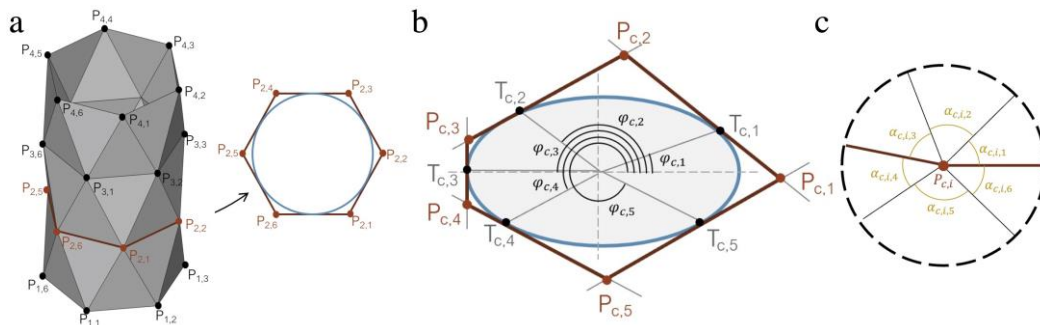 a
P4,4
P4,5
P4,3
P4,6
P4,1
P4,2
P3,6
P3,3
P3,1
P3,2
P2,5
P2,6
P2,1
P2,2
P1,6
P1,3
P1,1
P1,2
P2,4
P2,3
P2,5
P2,2
P2,6
P2,1
b
Pc,2
Tc,2
Tc,1
Pc,3
φc,2
φc,3
φc,1
Tc,3
φc,4
Pc,1
Pc,4
φc,5
Tc,4
Tc,5
Pc,5
c
αc,i,2
αc,i,3
αc,i,1
Pc,i
αc,i,4
αc,i,6
αc,i,5